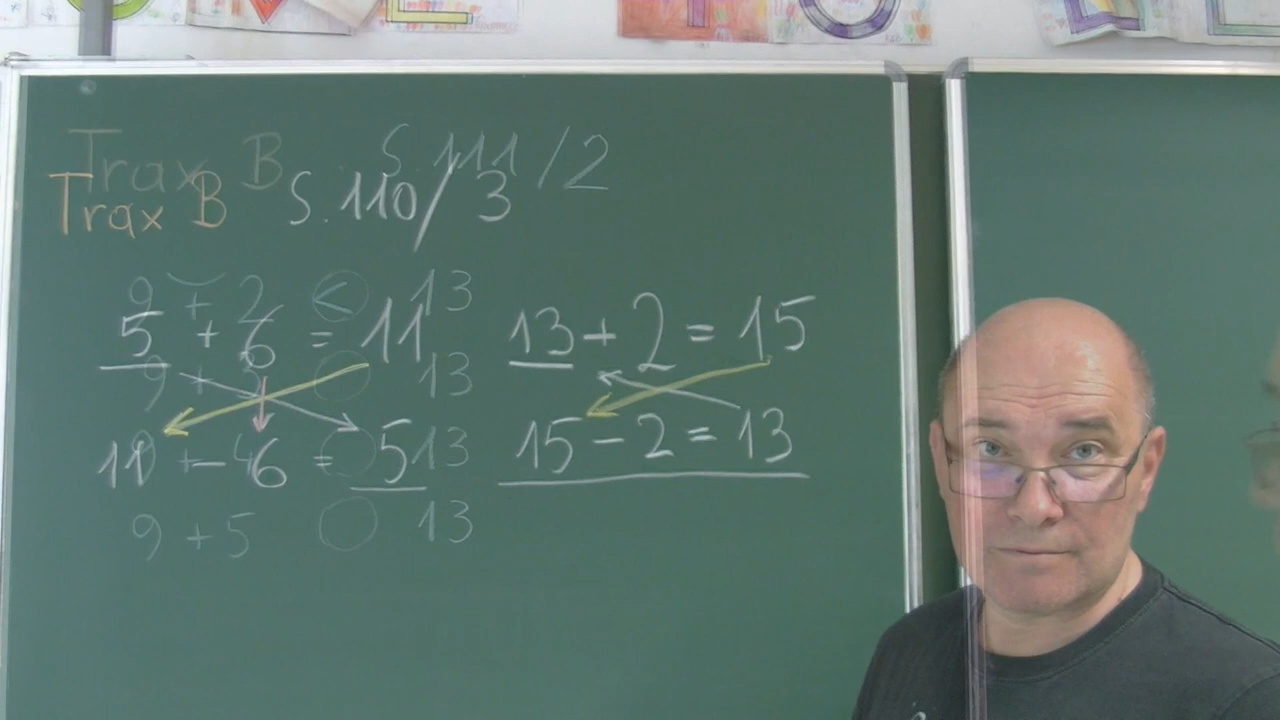 Trax B S. 111/2
Trax B S. 110/3
9 + 2 < 13
5 + 6 = 11
13 + 2 = 15
13
11 - 6 = 5
15 - 2 = 13
13
9 + 5 13